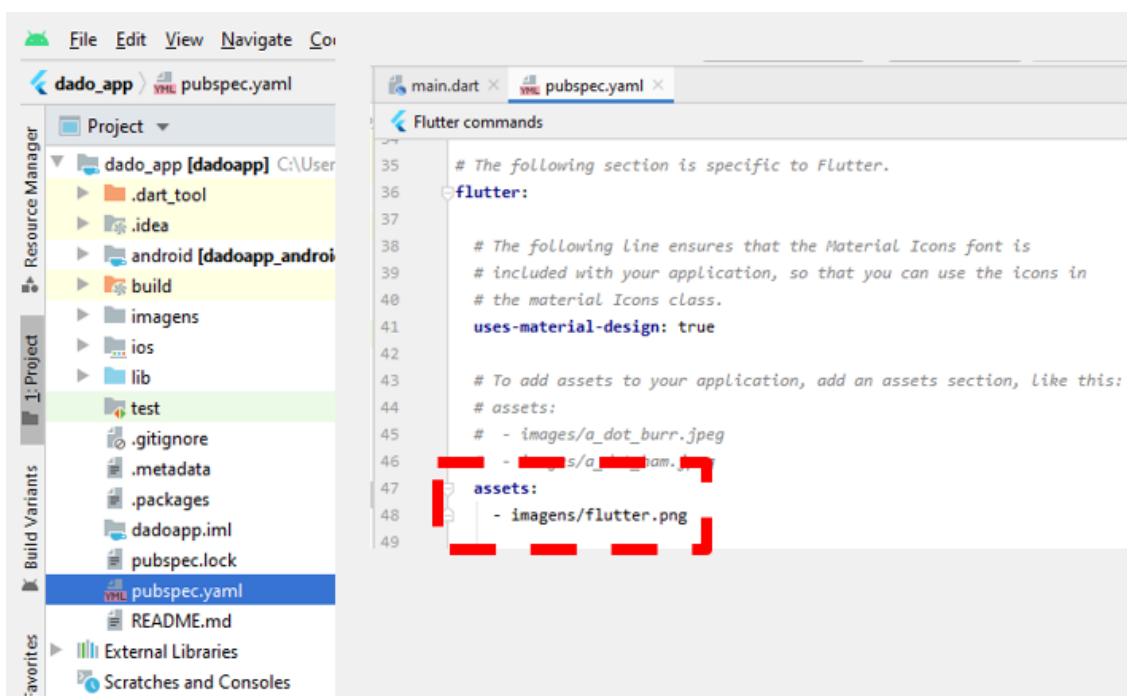 File Edit View Navigate
dado_app pubspec.yaml
Project
dado_app [dadoapp] C:\User
.dart_tool
.idea
android [dadoapp_androi
build
imagens
ios
lib
test
.gitignore
.metadata
.packages
dadoapp.iml
pubspec.lock
pubspec.yaml
README.md
External Libraries
Scratches and Consoles
Resource Manager
1: Project
Build Variants
Favorites
main.dart pubspec.yaml
Flutter commands
34
35 # The following section is specific to Flutter.
36 flutter:
37
38 # The following line ensures that the Material Icons font is
39 # included with your application, so that you can use the icons in
40 # the material Icons class.
41 uses-material-design: true
42
43 # To add assets to your application, add an assets section, like this:
44 # assets:
45 # - images/a_dot_burr.jpeg
46
47 assets:
48 - imagens/flutter.png
49